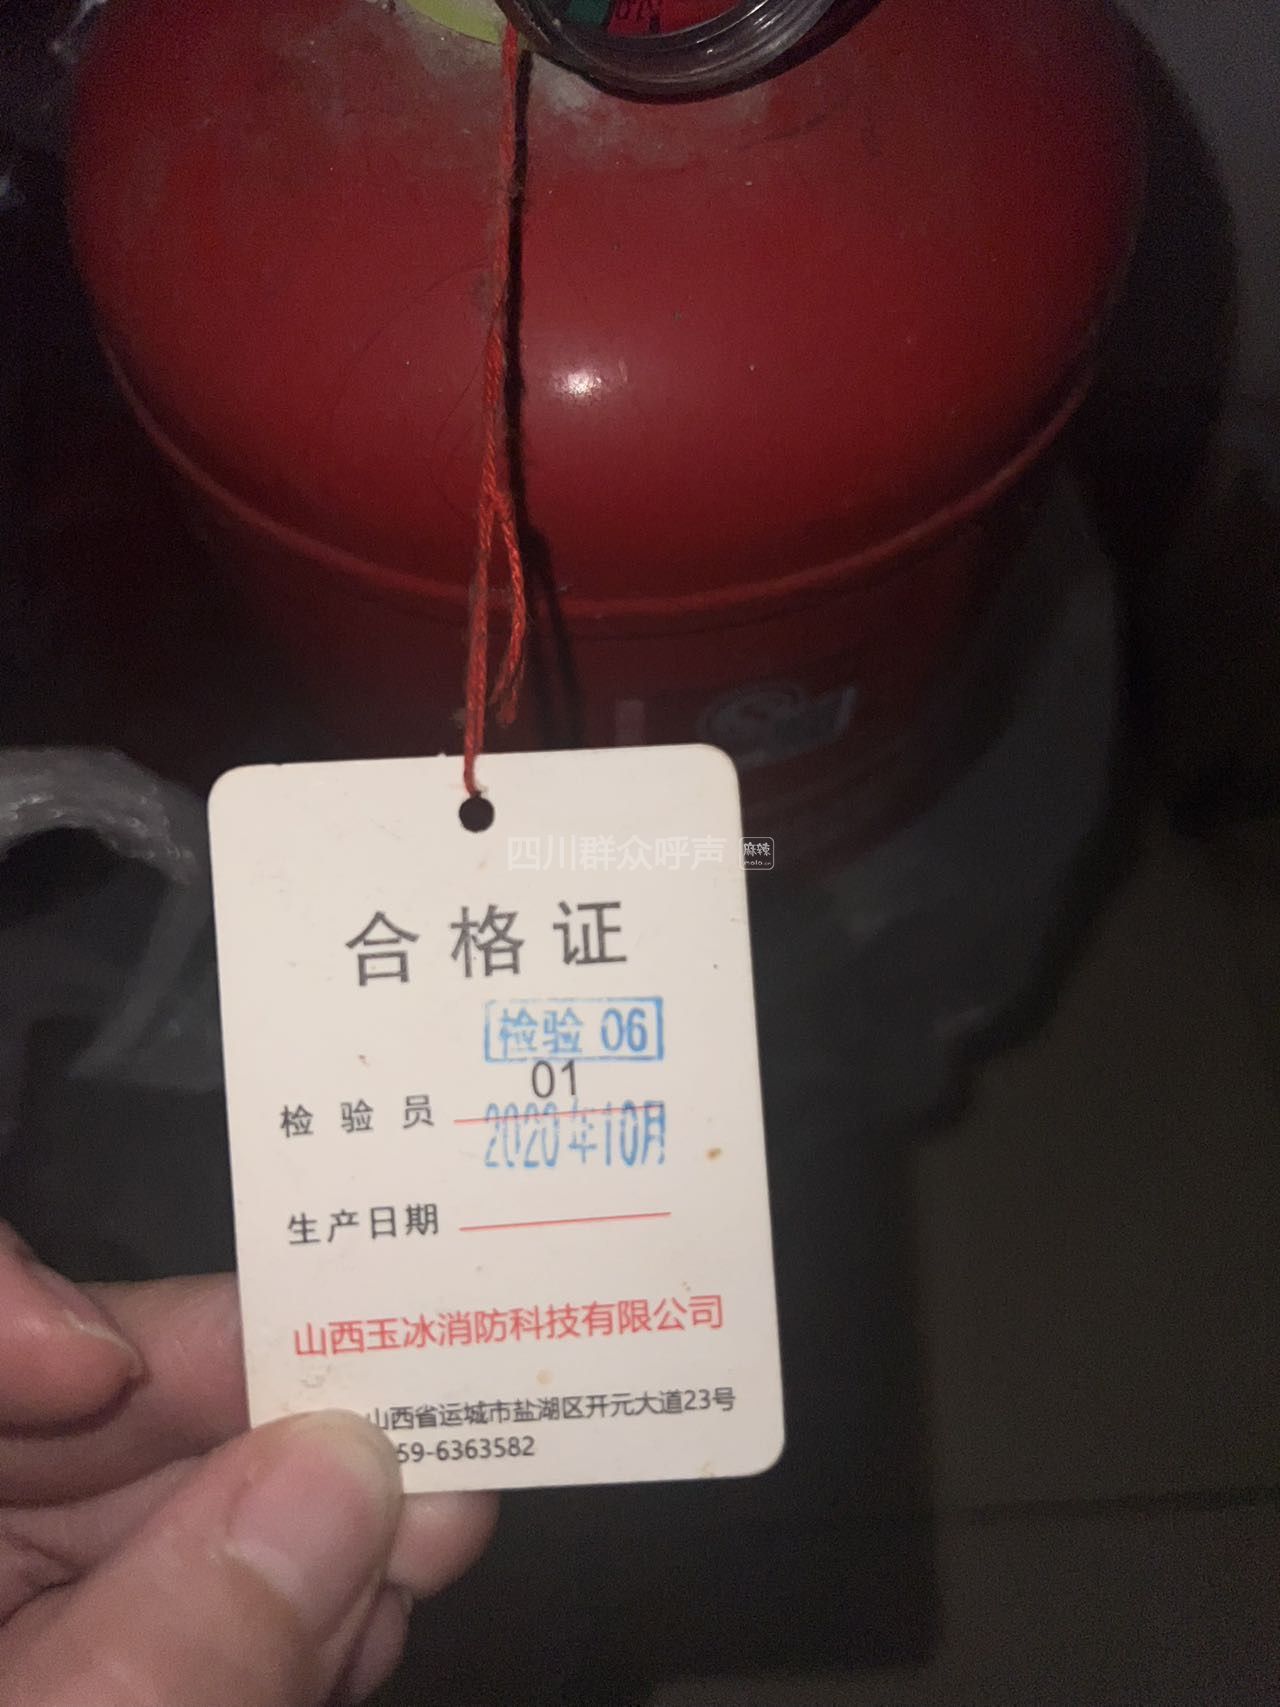 四川群众呼声 麻辣
合格证
检验 06
01
检验员
2020年10月
生产日期
山西玉冰消防科技有限公司
山西省运城市盐湖区开元大道23号
59-6363582